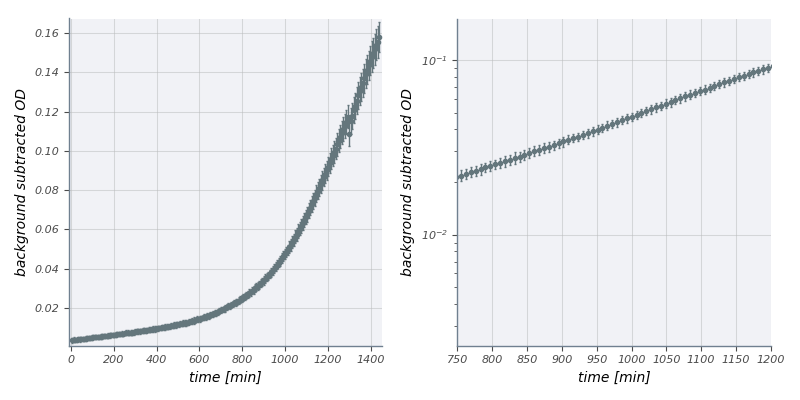 background subtracted OD
0.16
0.14
0.12
0.10
0.08
0.06
0.04
0.02
0 200 400 600 800 1000 1200 1400
time [min]
background subtracted OD
10⁻¹
10⁻²
750 800 850 900 950 1000 1050 1100 1150 1200
time [min]